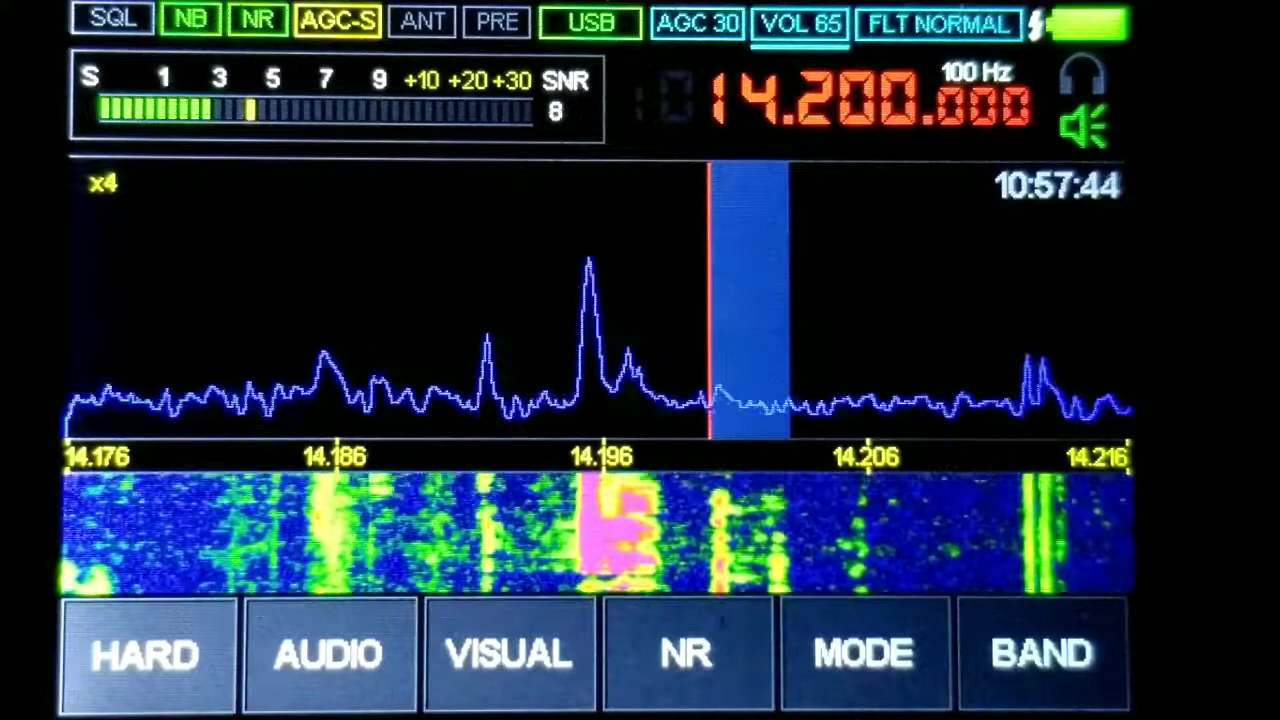 SQL NB NR AGC-S ANT PRE USB AGC 30 VOL 65 FLT NORMAL
S 1 3 5 7 9 +10 +20 +30 SNR
8
100 Hz
14.200.000
x4
10:57:44
14.176 14.186 14.196 14.206 14.216
HARD AUDIO VISUAL NR MODE BAND